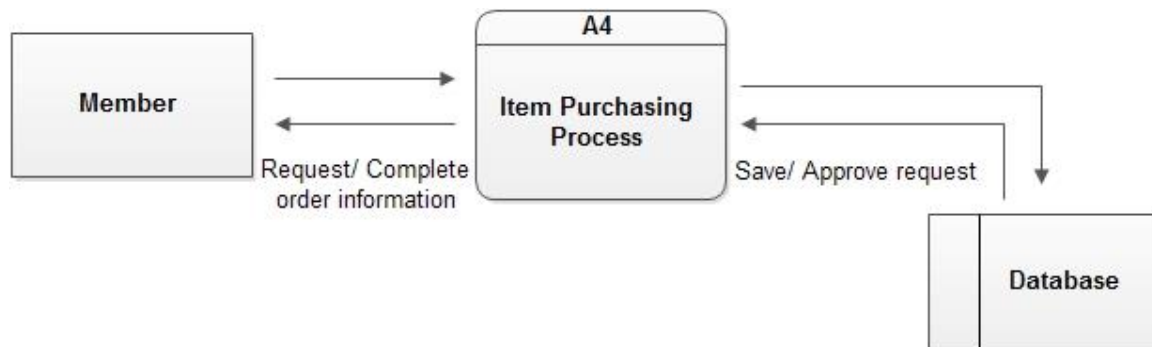 A4
Member
Item Purchasing
Process
Request/ Complete
order information
Save/ Approve request
Database